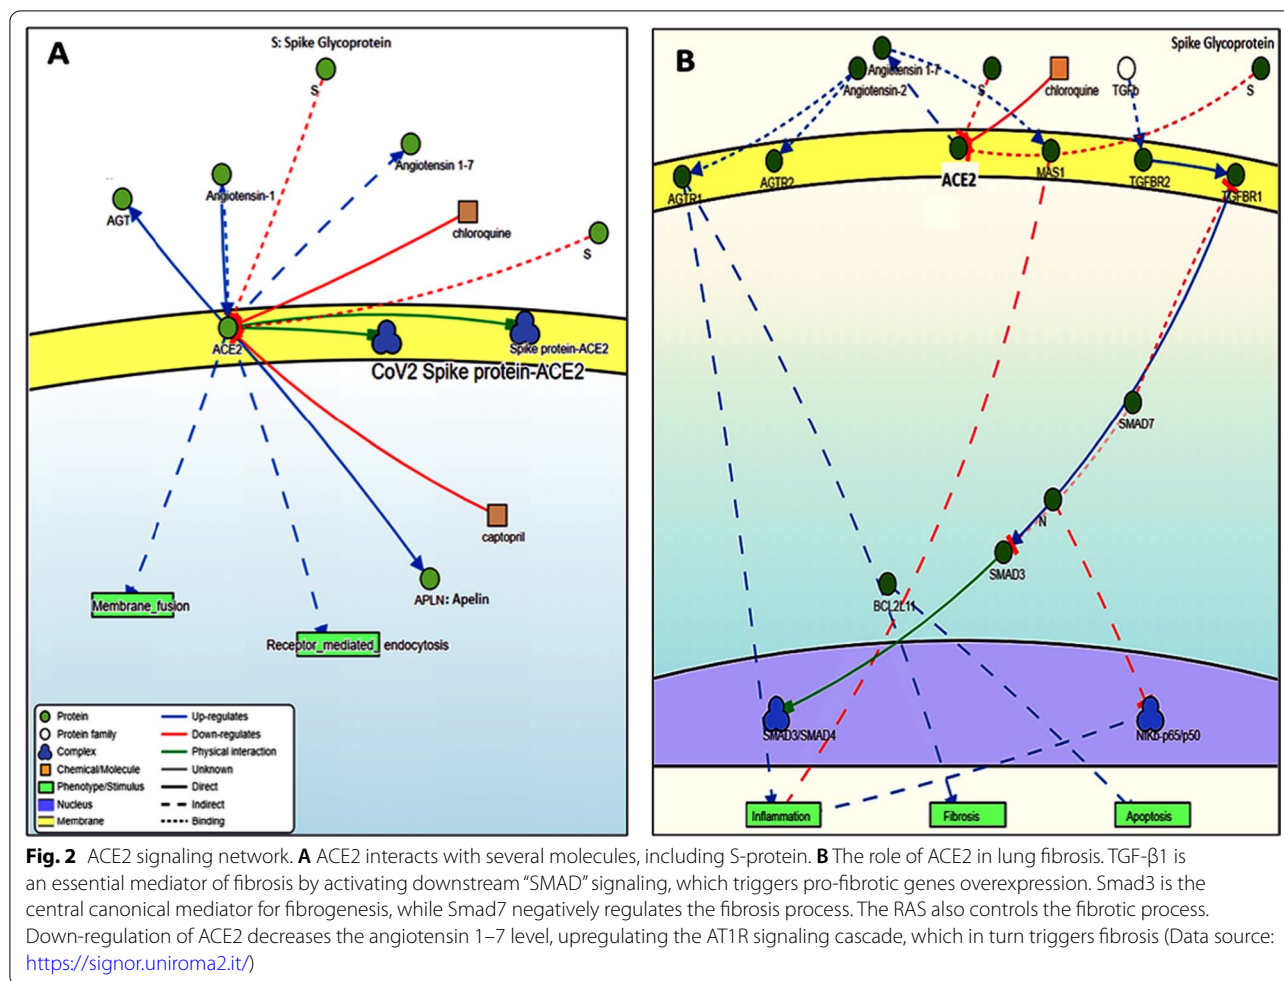 A
S: Spike Glycoprotein
S
Angiotensin 1-7
Angiotensin-1
AGT
chloroquine
S
ACE2
Spike protein-ACE2
CoV2 Spike protein-ACE2
captopril
APLN: Apelin
Membrane_fusion
Receptor_mediated_ endocytosis
Protein
Protein family
Complex
Chemical/Molecule
Phenotype/Stimulus
Nucleus
Membrane
Up-regulates
Down-regulates
Physical interaction
Unknown
Direct
Indirect
Binding
B
Spike Glycoprotein
Angiotensin 1-7
Angiotensin-2
S
chloroquine
TGFb
S
AGTR1
AGTR2
ACE2
MAS1
TGFBR2
TGFBR1
SMAD7
N
SMAD3
BCL2L11
SMAD3/SMAD4
NfKb-p65/p50
Inflammation
Fibrosis
Apoptosis
Fig. 2 ACE2 signaling network. A ACE2 interacts with several molecules, including S-protein. B The role of ACE2 in lung fibrosis. TGF-β1 is
an essential mediator of fibrosis by activating downstream “SMAD” signaling, which triggers pro-fibrotic genes overexpression. Smad3 is the
central canonical mediator for fibrogenesis, while Smad7 negatively regulates the fibrosis process. The RAS also controls the fibrotic process.
Down-regulation of ACE2 decreases the angiotensin 1–7 level, upregulating the AT1R signaling cascade, which in turn triggers fibrosis (Data source:
https://signor.uniroma2.it/)